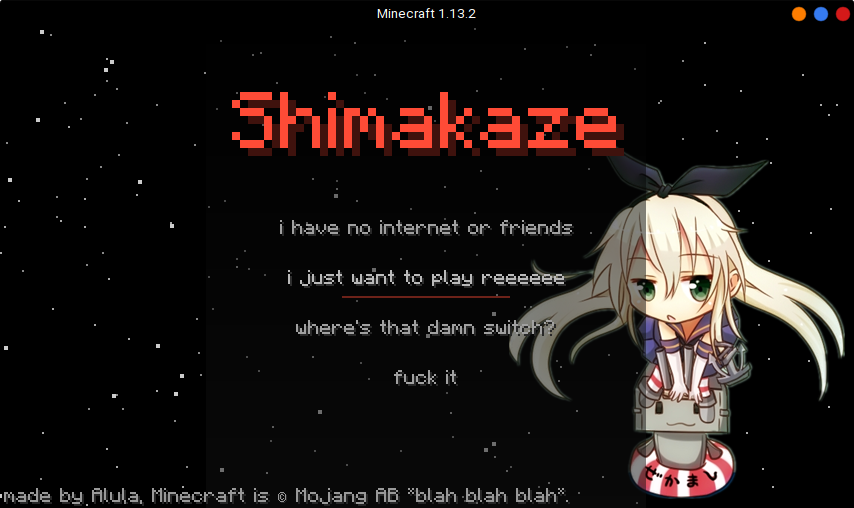 Minecraft 1.13.2
Shimakaze
i have no internet or friends
i just want to play reeeeee
where's that damn switch?
fuck it
ぜかまし
made by Alula, Minecraft is © Mojang AB "blah blah blah".